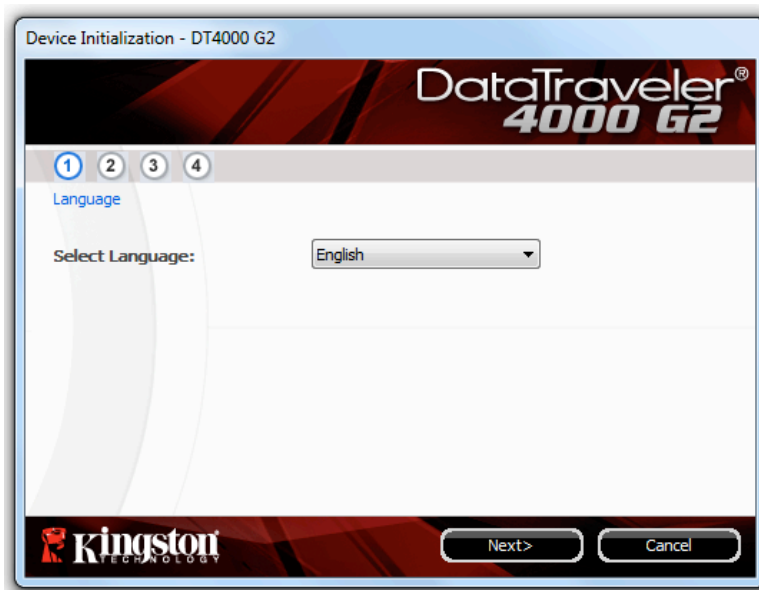 Device Initialization - DT4000 G2
DataTraveler®
4000 G2
1 2 3 4
Language
Select Language: English
Kingston
TECHNOLOGY
Next> Cancel